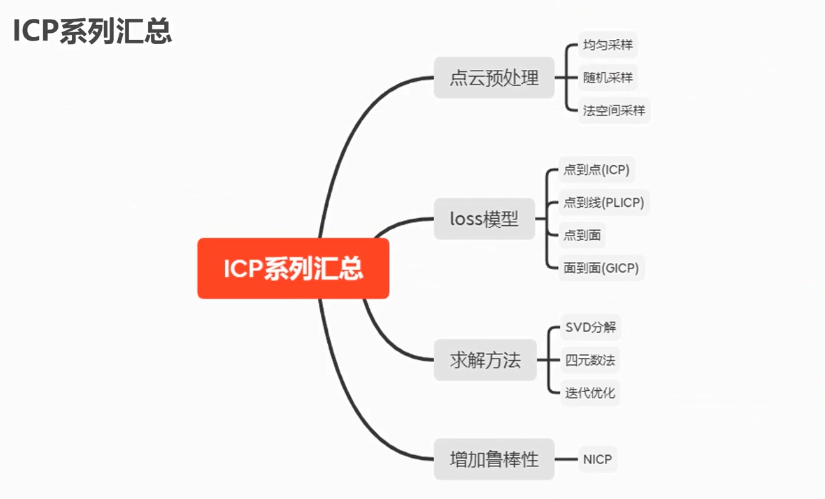 ICP系列汇总
ICP系列汇总
点云预处理
均匀采样
随机采样
法空间采样
loss模型
点到点(ICP)
点到线(PLICP)
点到面
面到面(GICP)
求解方法
SVD分解
四元数法
迭代优化
增加鲁棒性
NICP